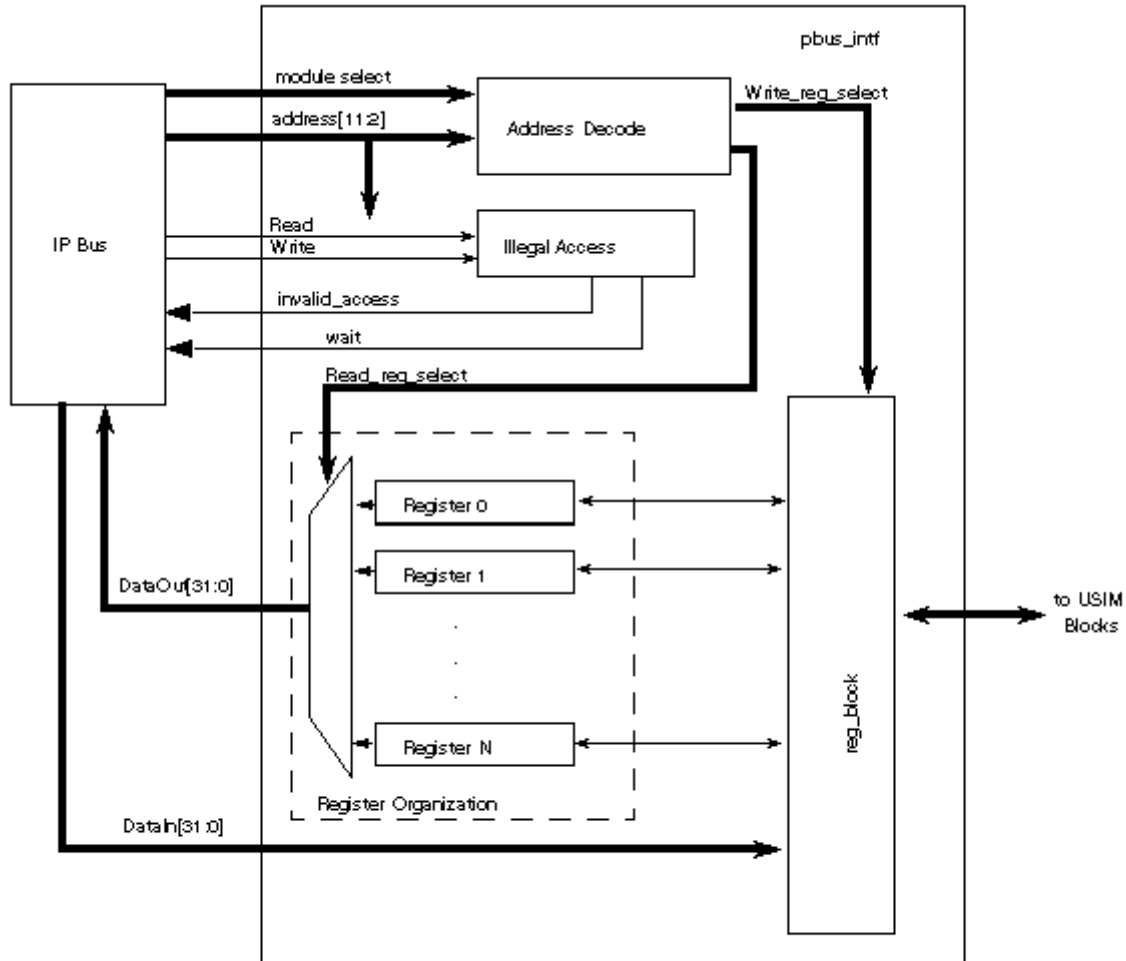 pbus_intf
module select
Write_reg_select
address[11:2]
Address Decode
Read
IP Bus
Write
Illegal Access
invalid_access
wait
Read_reg_select
Register 0
Register 1
DataOut[31:0]
to USIM
Blocks
.
.
.
reg_block
Register N
Register Organization
DataIn[31:0]